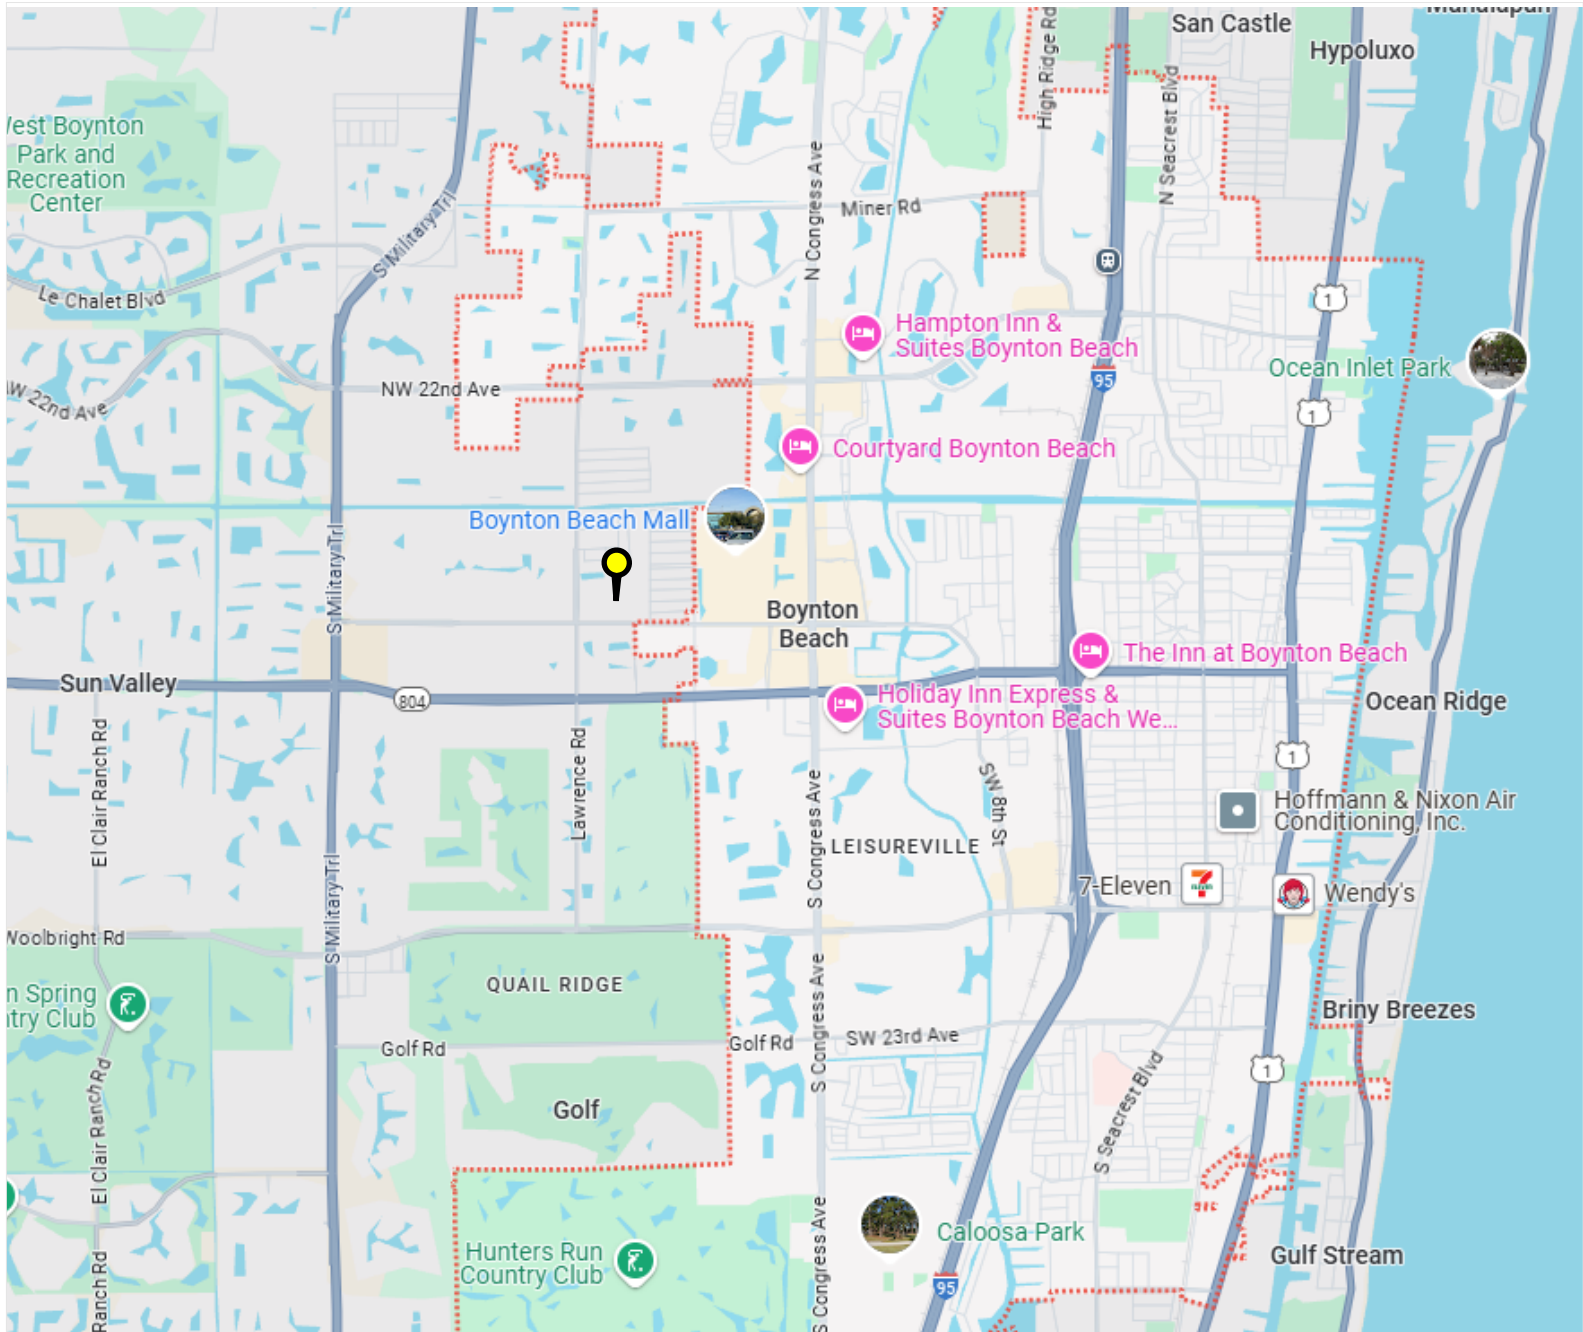 San Castle
Hypoluxo
High Ridge Rd
N Seacrest Blvd
West Boynton
Park and
Recreation
Center
S Military Trl
N Congress Ave
Miner Rd
Le Chalet Blvd
1
Hampton Inn &
Suites Boynton Beach
Ocean Inlet Park
95
NW 22nd Ave
NW 22nd Ave
1
Courtyard Boynton Beach
Boynton Beach Mall
S Military Trl
Boynton
Beach
The Inn at Boynton Beach
Sun Valley
804
Holiday Inn Express &
Suites Boynton Beach We...
Ocean Ridge
El Clair Ranch Rd
Lawrence Rd
1
SW 8th St
Hoffmann & Nixon Air
Conditioning, Inc.
S Congress Ave
LEISUREVILLE
7-Eleven
Wendy's
S Military Trl
Woolbright Rd
QUAIL RIDGE
n Spring
ntry Club
S Congress Ave
Briny Breezes
Golf Rd
Golf Rd
SW 23rd Ave
1
El Clair Ranch Rd
Golf
S Seacrest Blvd
Caloosa Park
Hunters Run
Country Club
S Congress Ave
Gulf Stream
95
Ranch Rd